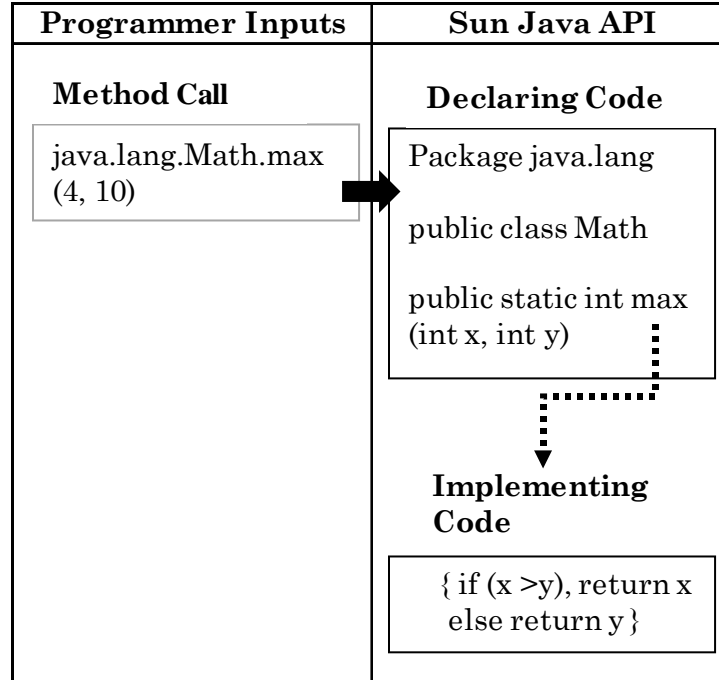 Programmer Inputs
Sun Java API
Method Call
java.lang.Math.max
(4, 10)
Declaring Code
Package java.lang
public class Math
public static int max
(int x, int y)
Implementing
Code
{ if (x >y), return x
else return y }